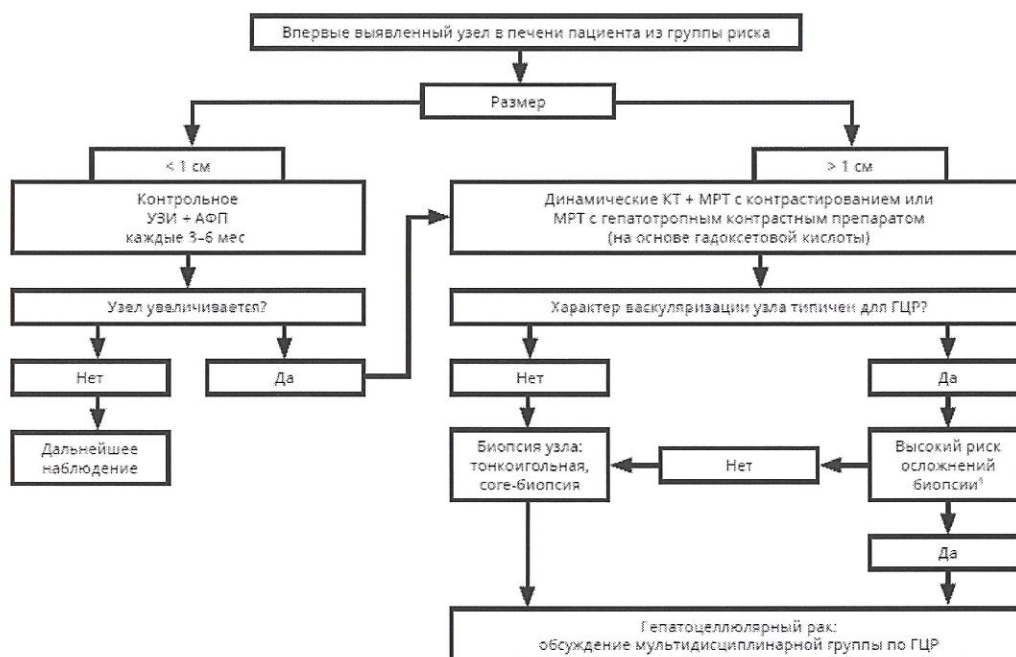 Впервые выявленный узел в печени пациента из группы риска
Размер
< 1 см
Контрольное
УЗИ + АФП
каждые 3–6 мес
Узел увеличивается?
Нет
Да
Дальнейшее
наблюдение
> 1 см
Динамические КТ + МРТ с контрастированием или
МРТ с гепатотропным контрастным препаратом
(на основе гадоксетовой кислоты)
Характер васкуляризации узла типичен для ГЦР?
Нет
Да
Биопсия узла:
тонкоигольная,
core-биопсия
Нет
Высокий риск
осложнений
биопсии¹
Да
Гепатоцеллюлярный рак:
обсуждение мультидисциплинарной группы по ГЦР